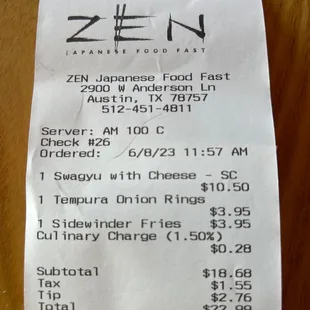 ZEN
JAPANESE FOOD FAST
ZEN Japanese Food Fast
2900 W Anderson Ln
Austin, TX 78757
512-451-4811
Server: AM 100 C
Check #26
Ordered: 6/8/23 11:57 AM
1 Swagyu with Cheese - SC
$10.50
1 Tempura Onion Rings
$3.95
1 Sidewinder Fries $3.95
Culinary Charge (1.50%)
$0.28
Subtotal $18.68
Tax $1.55
Tip $2.76
Total $22.99